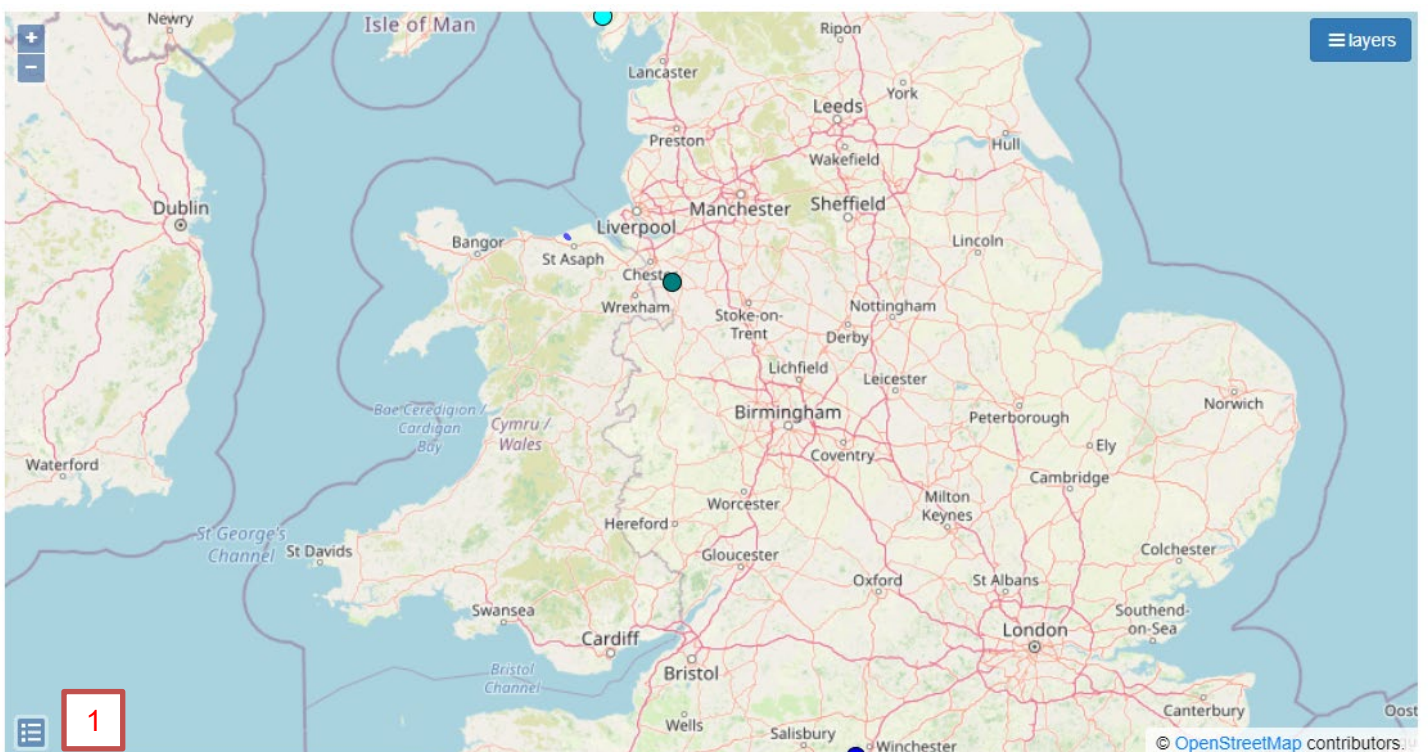 Newry
Isle of Man
Ripon
+
−
layers
Lancaster
York
Leeds
Preston
Hull
Wakefield
Dublin
Manchester
Sheffield
Liverpool
Bangor
Lincoln
St Asaph
Wrexham
Nottingham
Stoke-on-
Trent
Derby
Lichfield
Leicester
Birmingham
Peterborough
Norwich
Bae Ceredigion /
Cardigan
Bay
Cymru /
Wales
Ely
Coventry
Waterford
Cambridge
Worcester
Milton
Keynes
Hereford
St George's
Channel
St Davids
Gloucester
Colchester
Oxford
St Albans
Swansea
Southend-
on-Sea
Cardiff
London
Bristol
Bristol
Channel
Canterbury
Oost
1
Wells
Salisbury
Winchester
© OpenStreetMap contributors